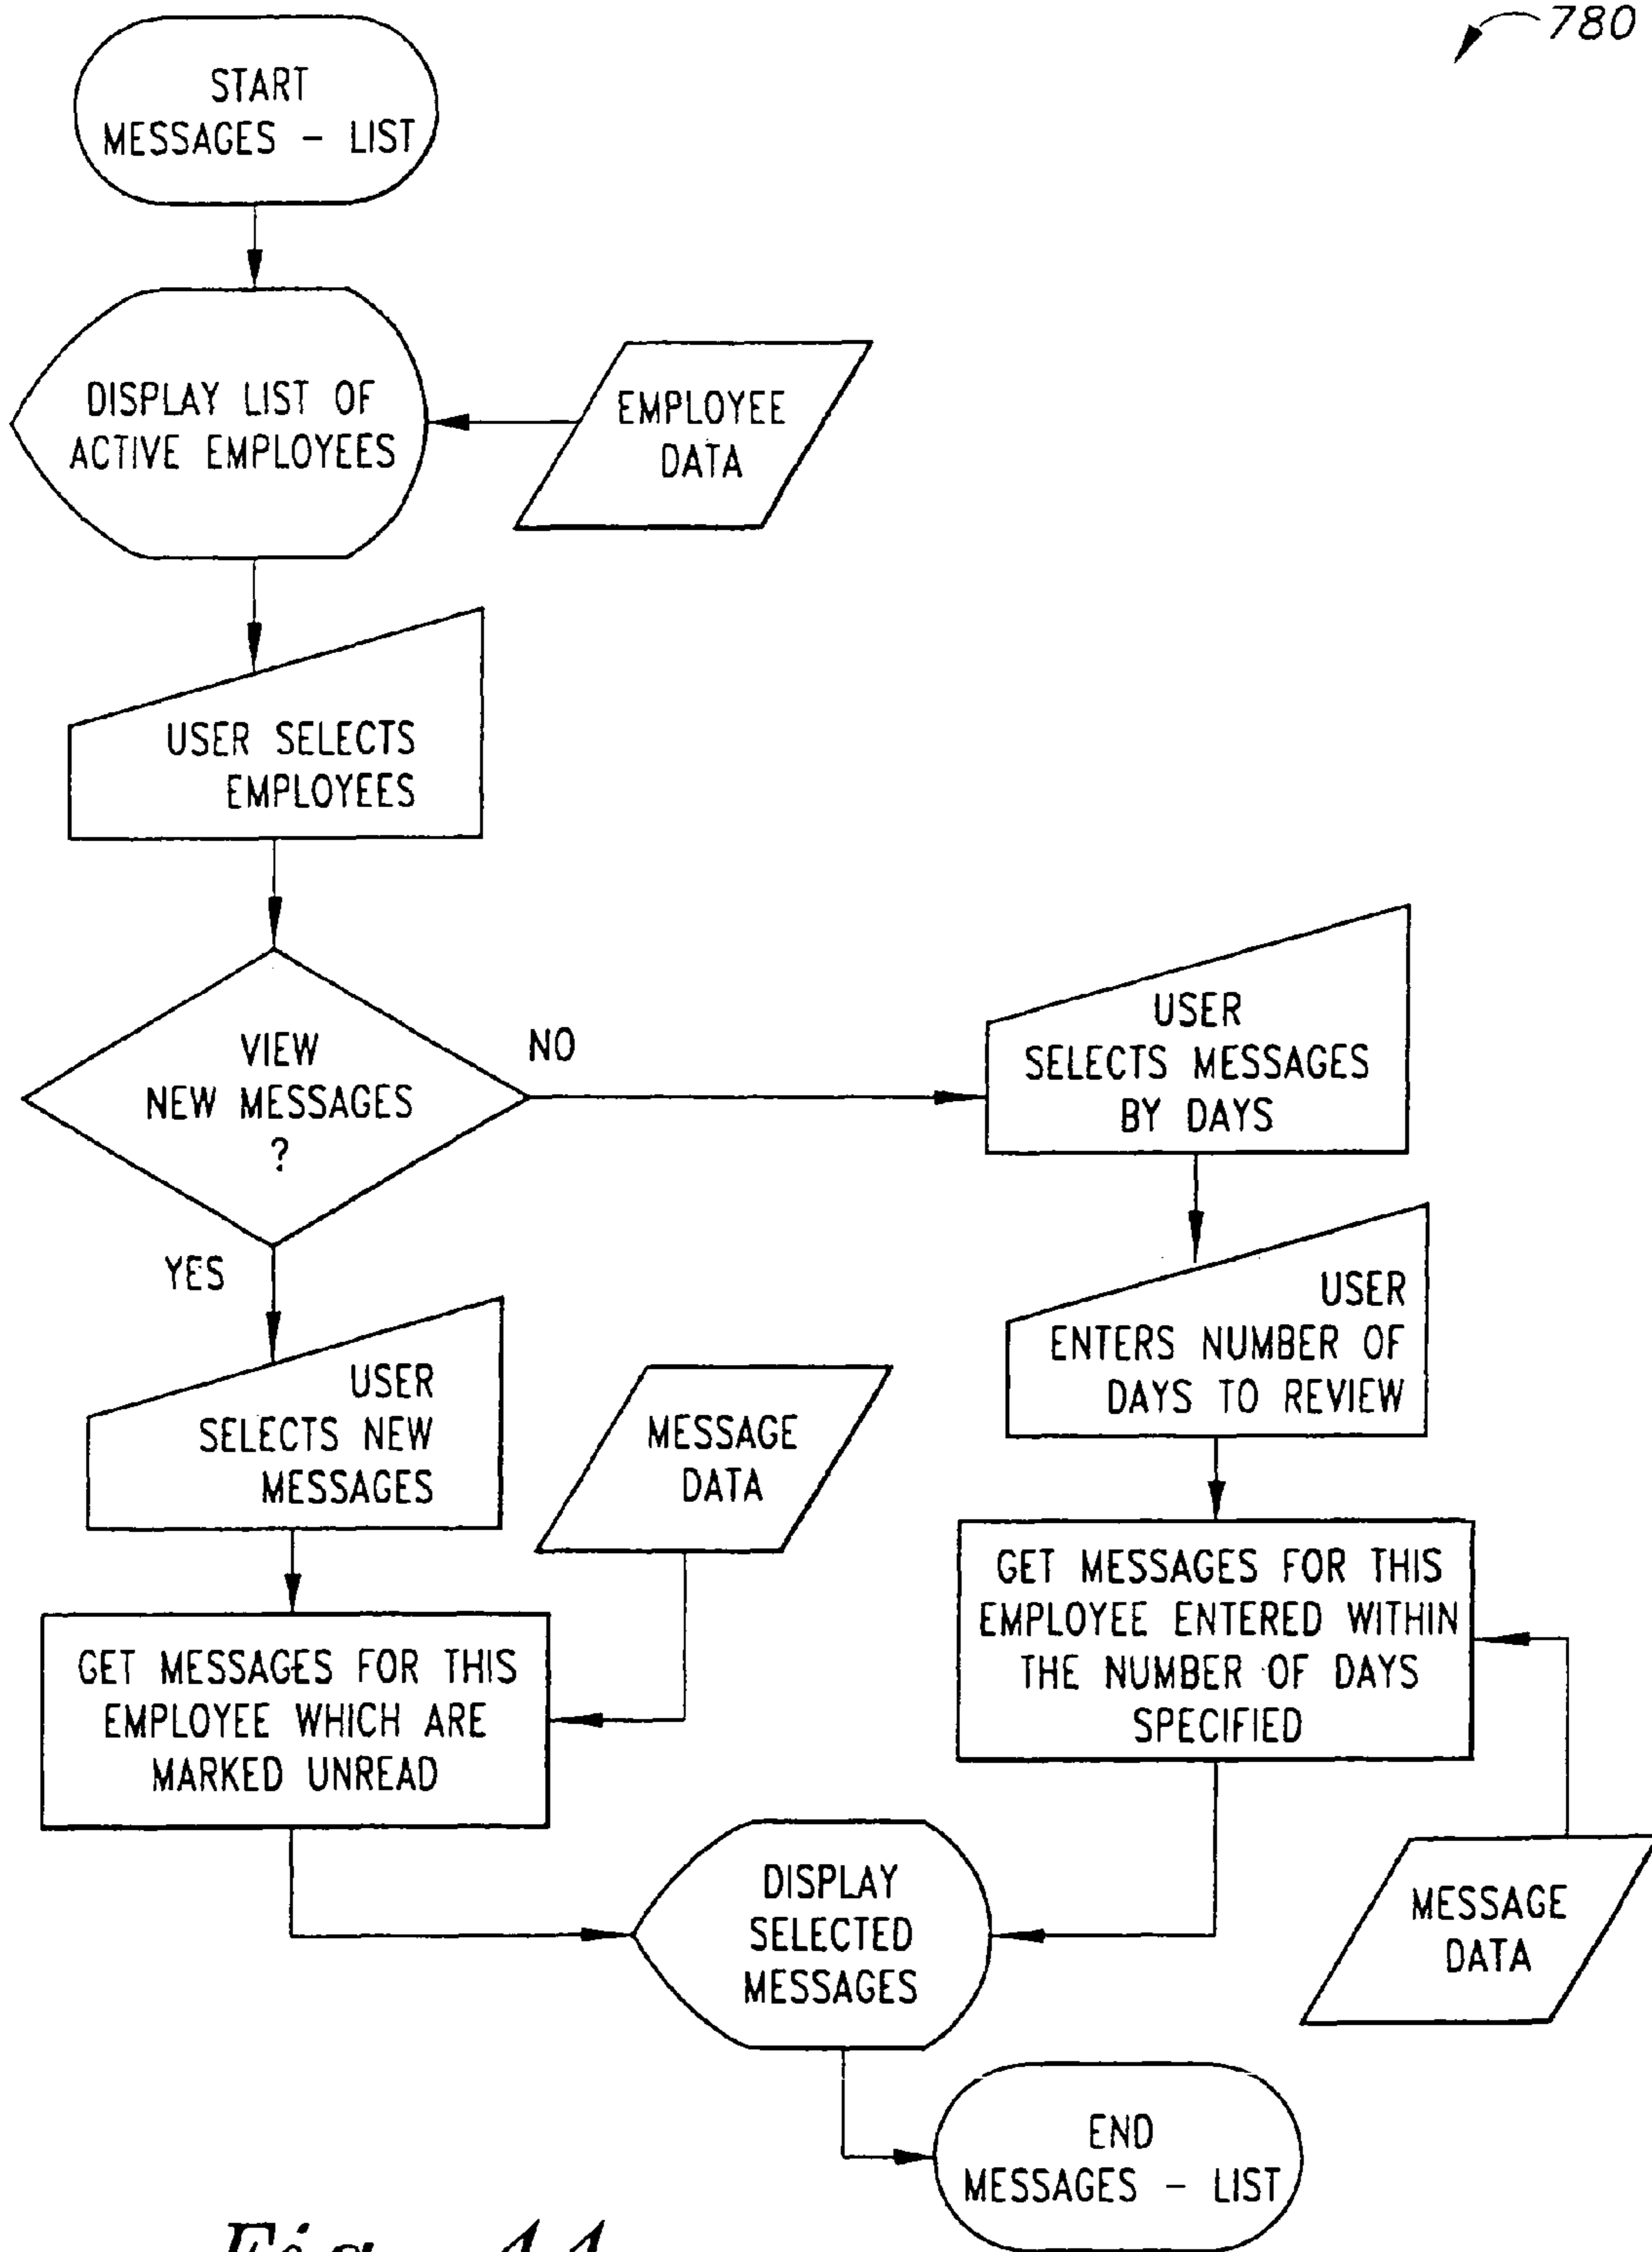 780
START
MESSAGES – LIST
DISPLAY LIST OF
ACTIVE EMPLOYEES
EMPLOYEE
DATA
USER SELECTS
EMPLOYEES
VIEW
NEW MESSAGES
?
NO
YES
USER
SELECTS MESSAGES
BY DAYS
USER
ENTERS NUMBER OF
DAYS TO REVIEW
USER
SELECTS NEW
MESSAGES
MESSAGE
DATA
GET MESSAGES FOR THIS
EMPLOYEE ENTERED WITHIN
THE NUMBER OF DAYS
SPECIFIED
GET MESSAGES FOR THIS
EMPLOYEE WHICH ARE
MARKED UNREAD
DISPLAY
SELECTED
MESSAGES
MESSAGE
DATA
END
MESSAGES – LIST